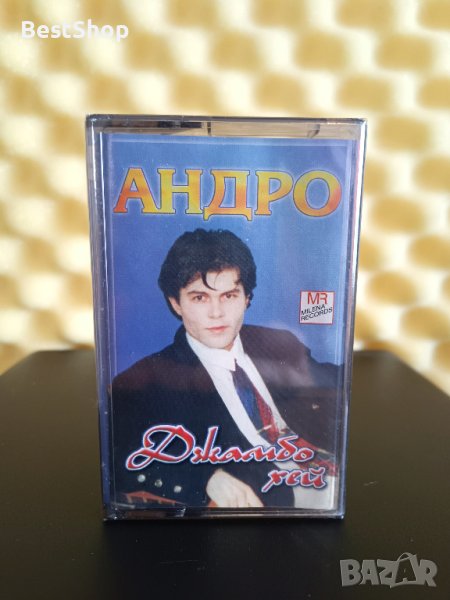 BestShop
АНДРО
MR
MILENA
RECORDS
Джамбо
хей
BAZAR